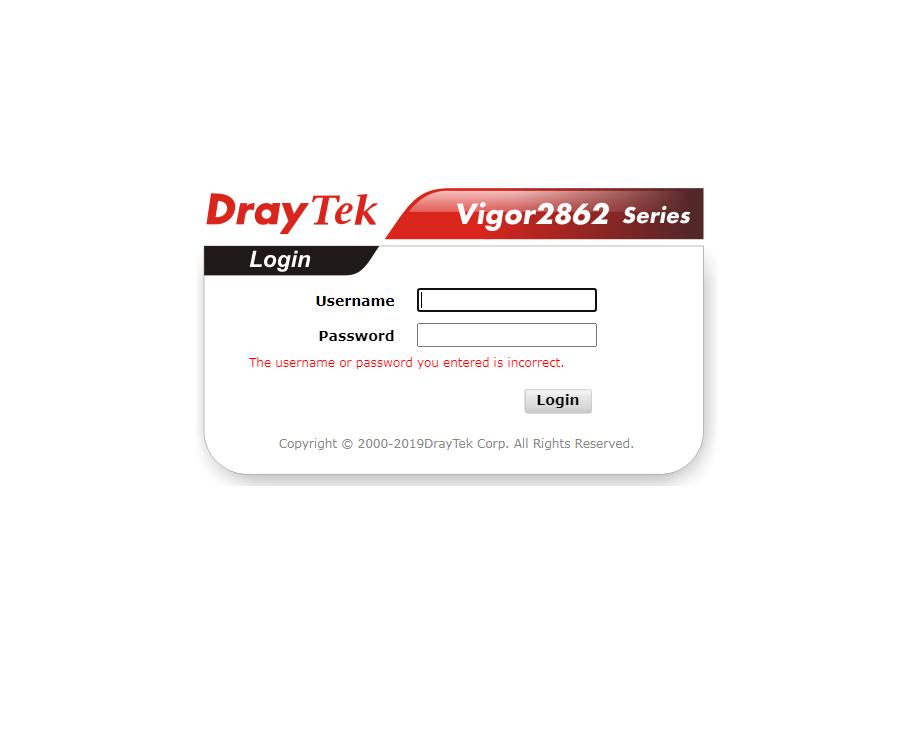 DrayTek
Vigor2862 Series
Login
Username
Password
The username or password you entered is incorrect.
Login
Copyright © 2000-2019DrayTek Corp. All Rights Reserved.